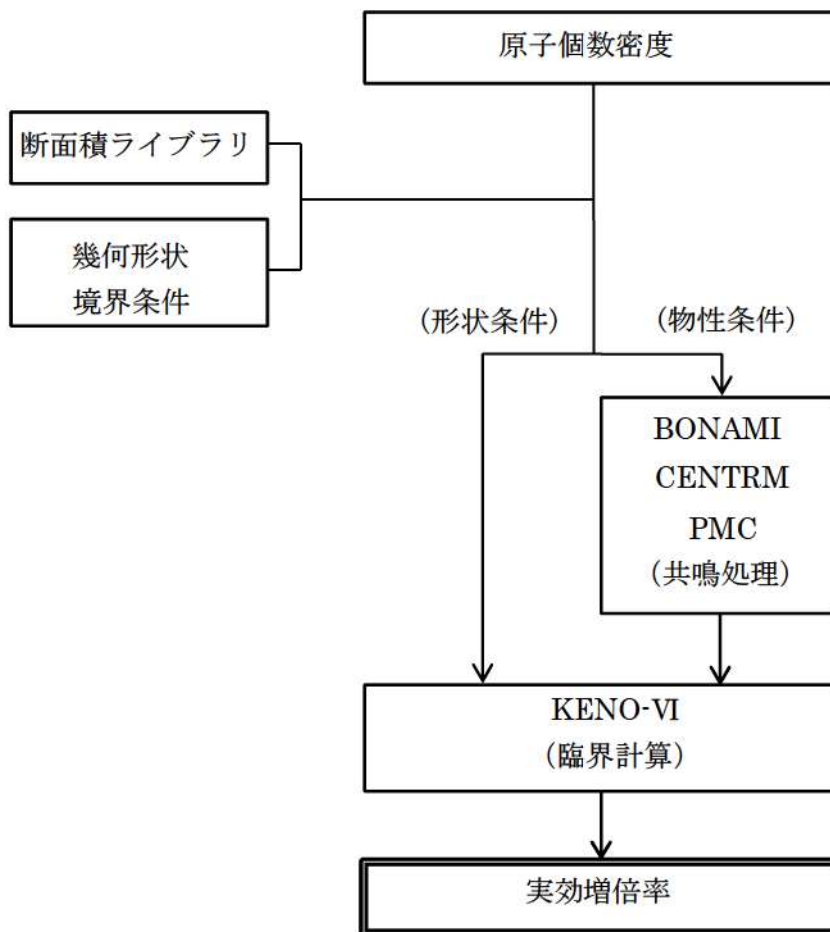 原子個数密度
断面積ライブラリ
幾何形状
境界条件
(形状条件)
(物性条件)
BONAMI
CENTRM
PMC
(共鳴処理)
KENO-Ⅵ
(臨界計算)
実効増倍率